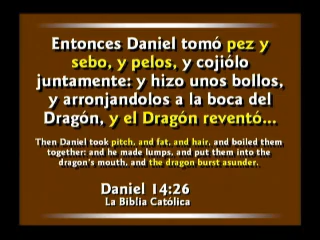 Entonces Daniel tomó pez y
sebo, y pelos, y cojiólo
juntamente: y hizo unos bollos,
y arronjandolos a la boca del
Dragón, y el Dragón reventó...
Then Daniel took pitch, and fat, and hair, and boiled them
together: and he made lumps, and put them into the
dragon's mouth, and the dragon burst asunder.
Daniel 14:26
La Biblia Católica